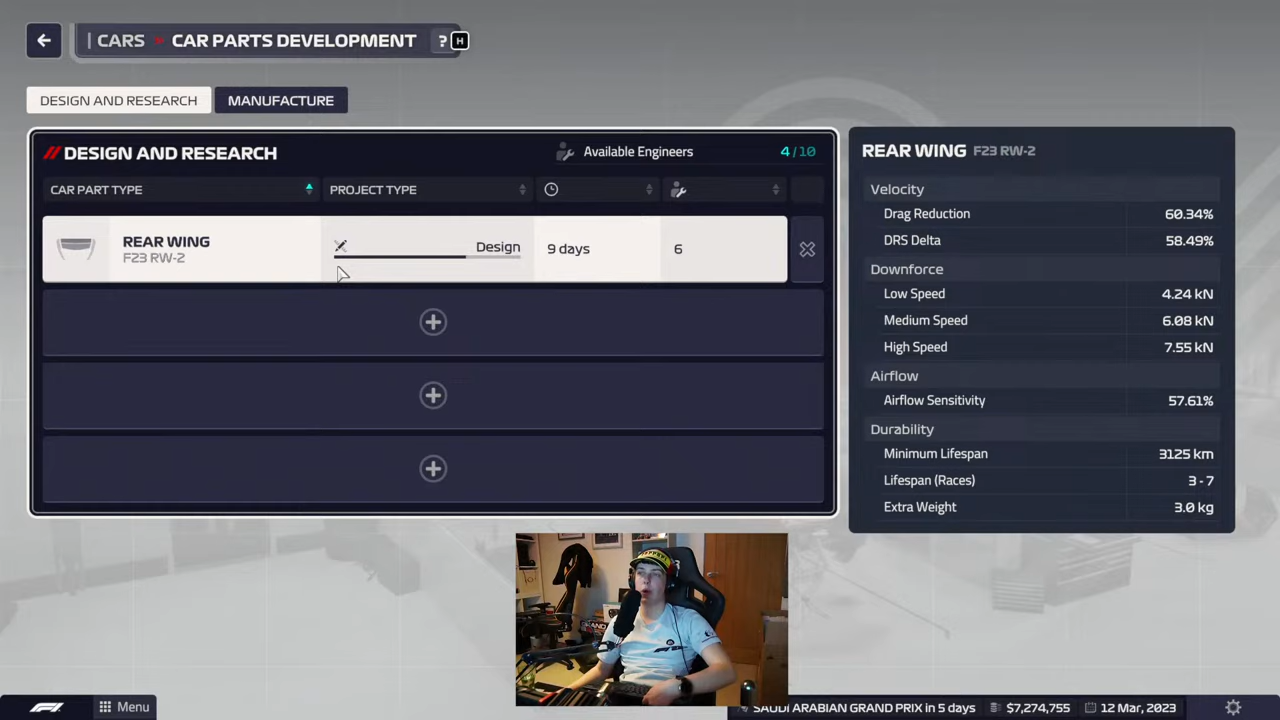 | CARS » CAR PARTS DEVELOPMENT ? H
DESIGN AND RESEARCH MANUFACTURE
DESIGN AND RESEARCH Available Engineers 4/10
CAR PART TYPE PROJECT TYPE
REAR WING Design 9 days 6
F23 RW-2
REAR WING F23 RW-2
Velocity
Drag Reduction 60.34%
DRS Delta 58.49%
Downforce
Low Speed 4.24 kN
Medium Speed 6.08 kN
High Speed 7.55 kN
Airflow
Airflow Sensitivity 57.61%
Durability
Minimum Lifespan 3125 km
Lifespan (Races) 3 - 7
Extra Weight 3.0 kg
Menu SAUDI ARABIAN GRAND PRIX in 5 days $7,274,755 12 Mar, 2023